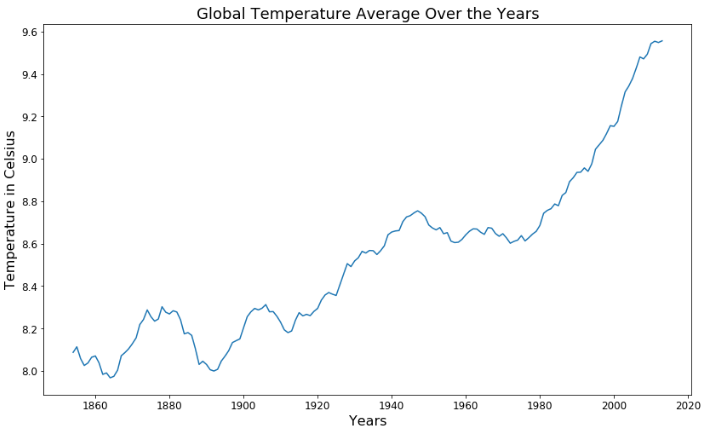 Global Temperature Average Over the Years
9.6
9.4
9.2
9.0
8.8
8.6
8.4
8.2
8.0
Temperature in Celsius
1860 1880 1900 1920 1940 1960 1980 2000 2020
Years